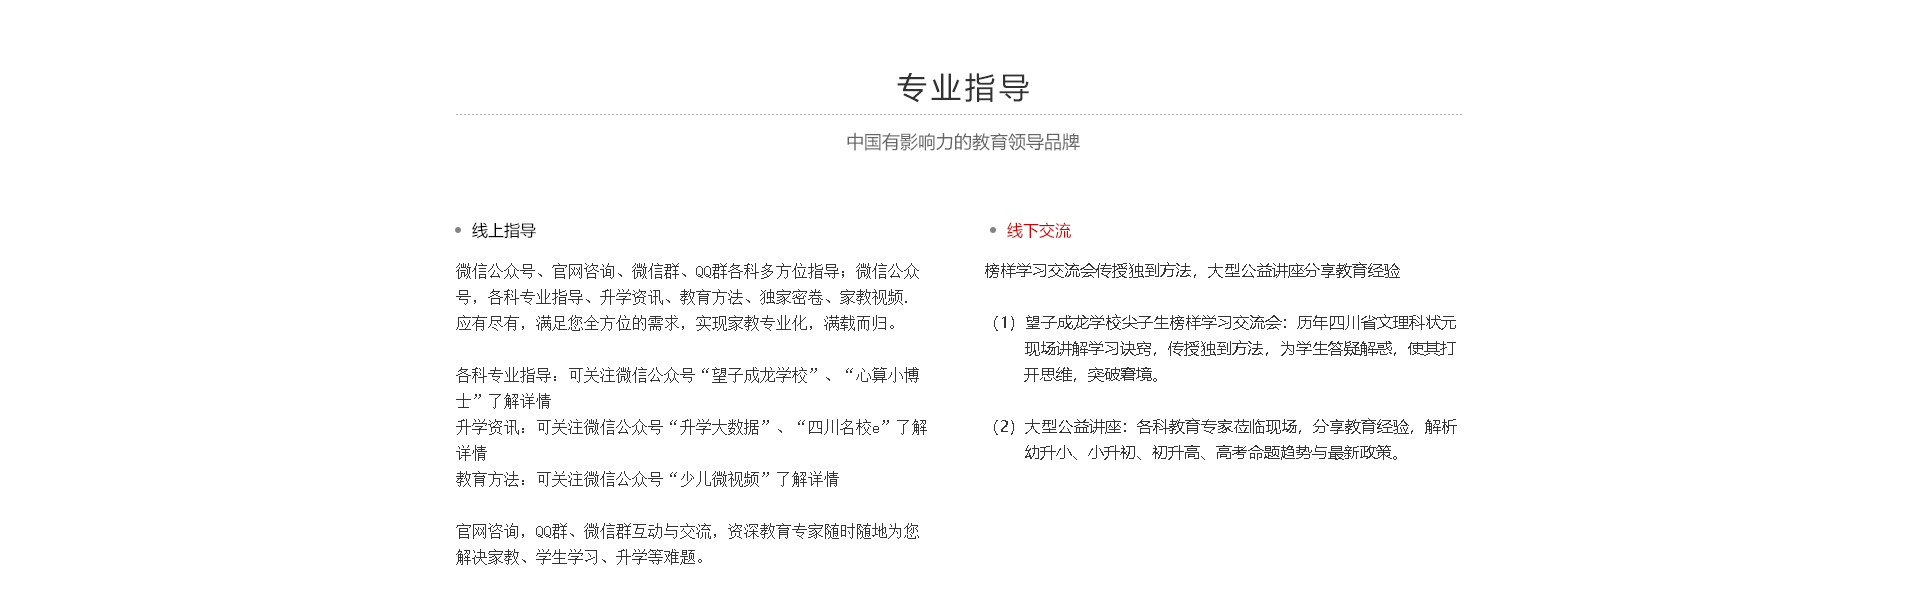 专业指导
中国有影响力的教育领导品牌
线上指导
微信公众号、官网咨询、微信群、QQ群各科多方位指导；微信公众
号，各科专业指导、升学资讯、教育方法、独家密卷、家教视频.
应有尽有，满足您全方位的需求，实现家教专业化，满载而归。
各科专业指导：可关注微信公众号“望子成龙学校”、“心算小博
士”了解详情
升学资讯：可关注微信公众号“升学大数据”、“四川名校e”了解
详情
教育方法：可关注微信公众号“少儿微视频”了解详情
官网咨询，QQ群、微信群互动与交流，资深教育专家随时随地为您
解决家教、学生学习、升学等难题。
线下交流
榜样学习交流会传授独到方法，大型公益讲座分享教育经验
（1）望子成龙学校尖子生榜样学习交流会：历年四川省文理科状元
现场讲解学习诀窍，传授独到方法，为学生答疑解惑，使其打
开思维，突破窘境。
（2）大型公益讲座：各科教育专家莅临现场，分享教育经验，解析
幼升小、小升初、初升高、高考命题趋势与最新政策。